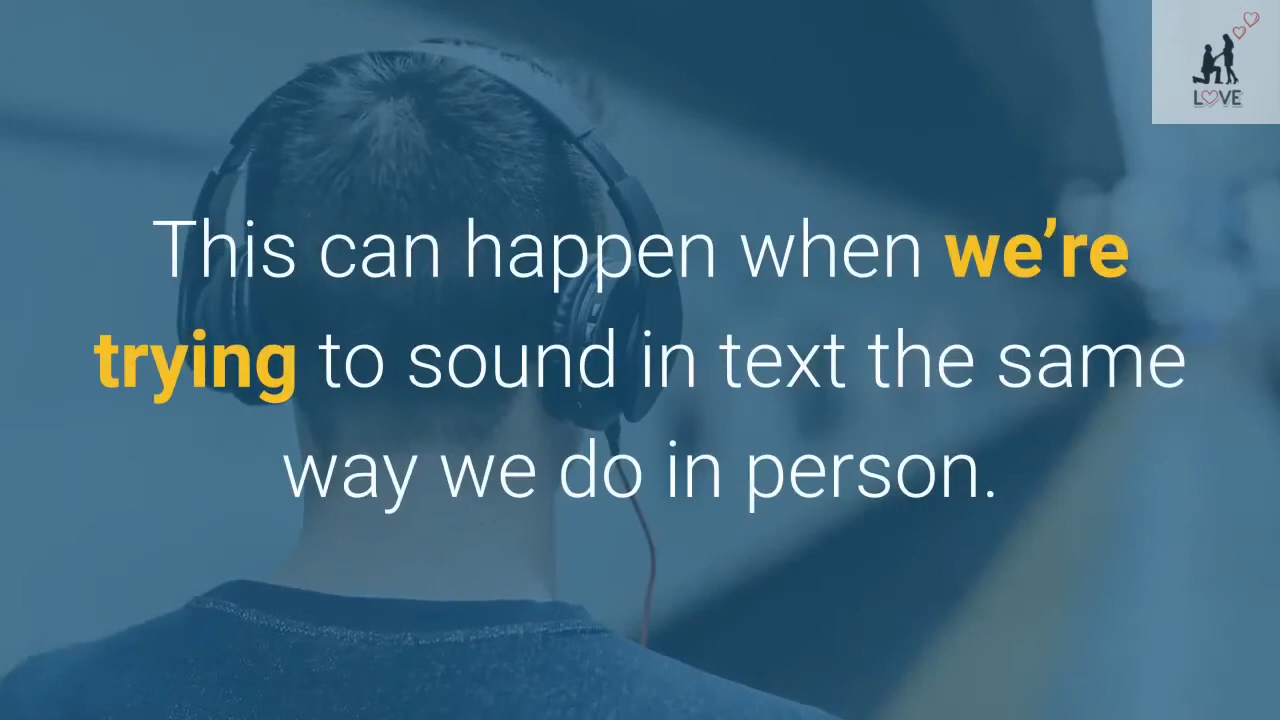 LOVE
This can happen when we’re
trying to sound in text the same
way we do in person.